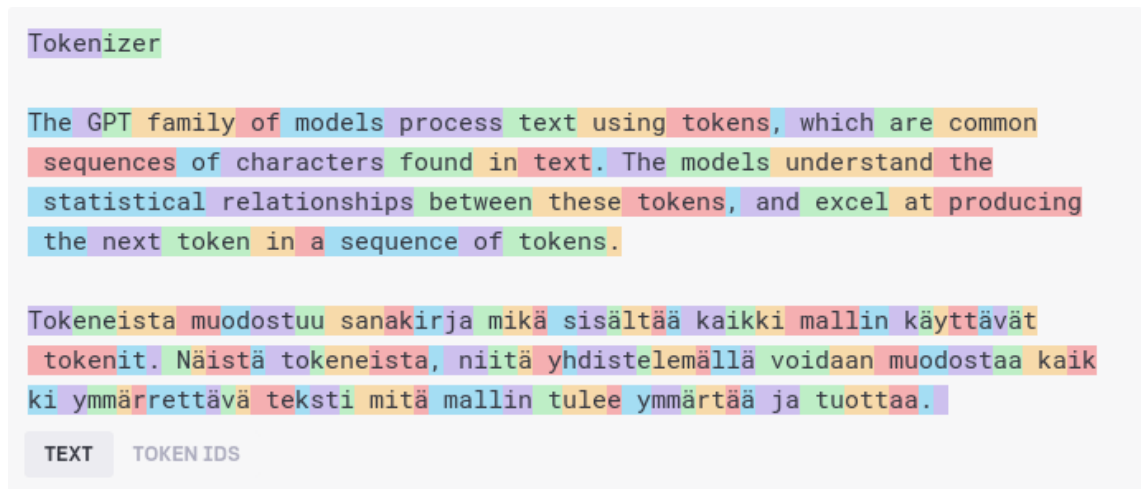 Tokenizer
The GPT family of models process text using tokens, which are common
sequences of characters found in text. The models understand the
statistical relationships between these tokens, and excel at producing
the next token in a sequence of tokens.
Tokeneista muodostuu sanakirja mikä sisältää kaikki mallin käyttävät
tokenit. Näistä tokeneista, niitä yhdistelemällä voidaan muodostaa kaik
ki ymmärrettävä teksti mitä mallin tulee ymmärtää ja tuottaa.
TEXT TOKEN IDS